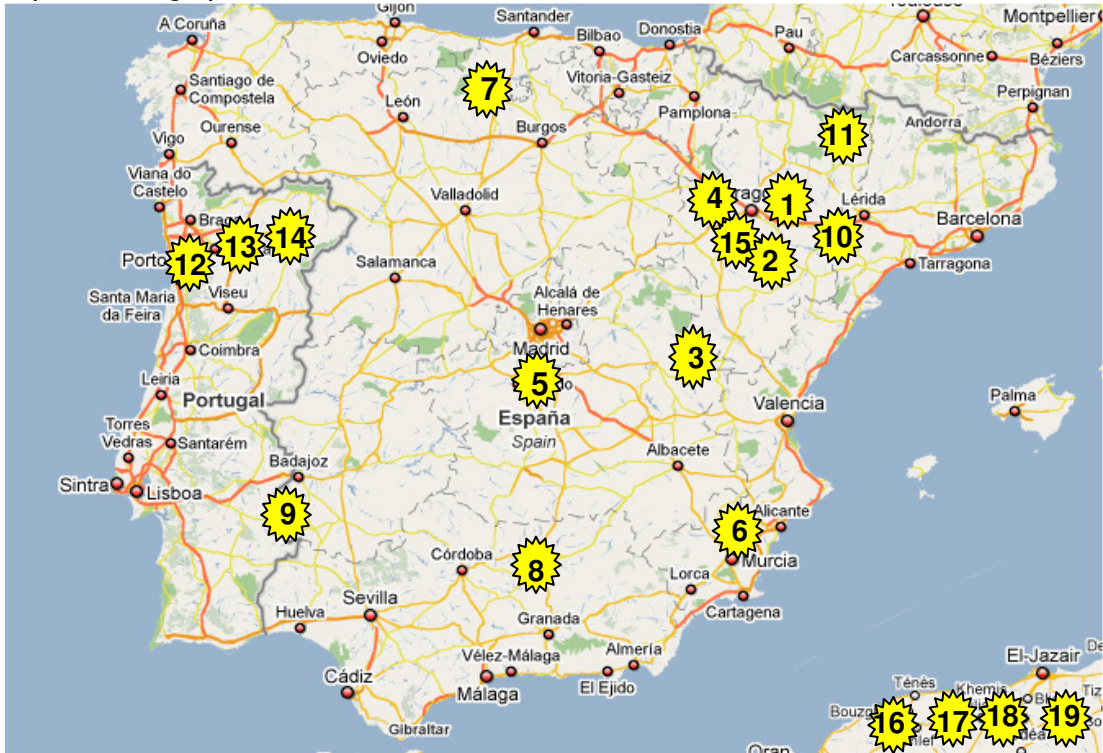 Gijón
Santander
Montpellier
A Coruña
Bilbao
Donostia
Pau
Carcassonne
Béziers
Oviedo
Santiago de
Compostela
7
Vitoria-Gasteiz
León
Pamplona
Perpignan
Ourense
Burgos
Andorra
11
Vigo
Viana do
Castelo
Valladolid
4
1
Lérida
Barcelona
14
13
15
10
12
2
Tarragona
Salamanca
Santa Maria
da Feira
Viseu
Alcalá de
Henares
Madrid
Coimbra
3
Leiria
5
Portugal
España
Spain
Valencia
Palma
Torres
Vedras
Santarém
Albacete
Badajoz
Sintra
Lisboa
9
6
Alicante
Córdoba
8
Murcia
Lorca
Cartagena
Huelva
Sevilla
Granada
Vélez-Málaga
Almería
El-Jazair
Cádiz
Málaga
El Ejido
Ténès
16
17
18
19
Gibraltar